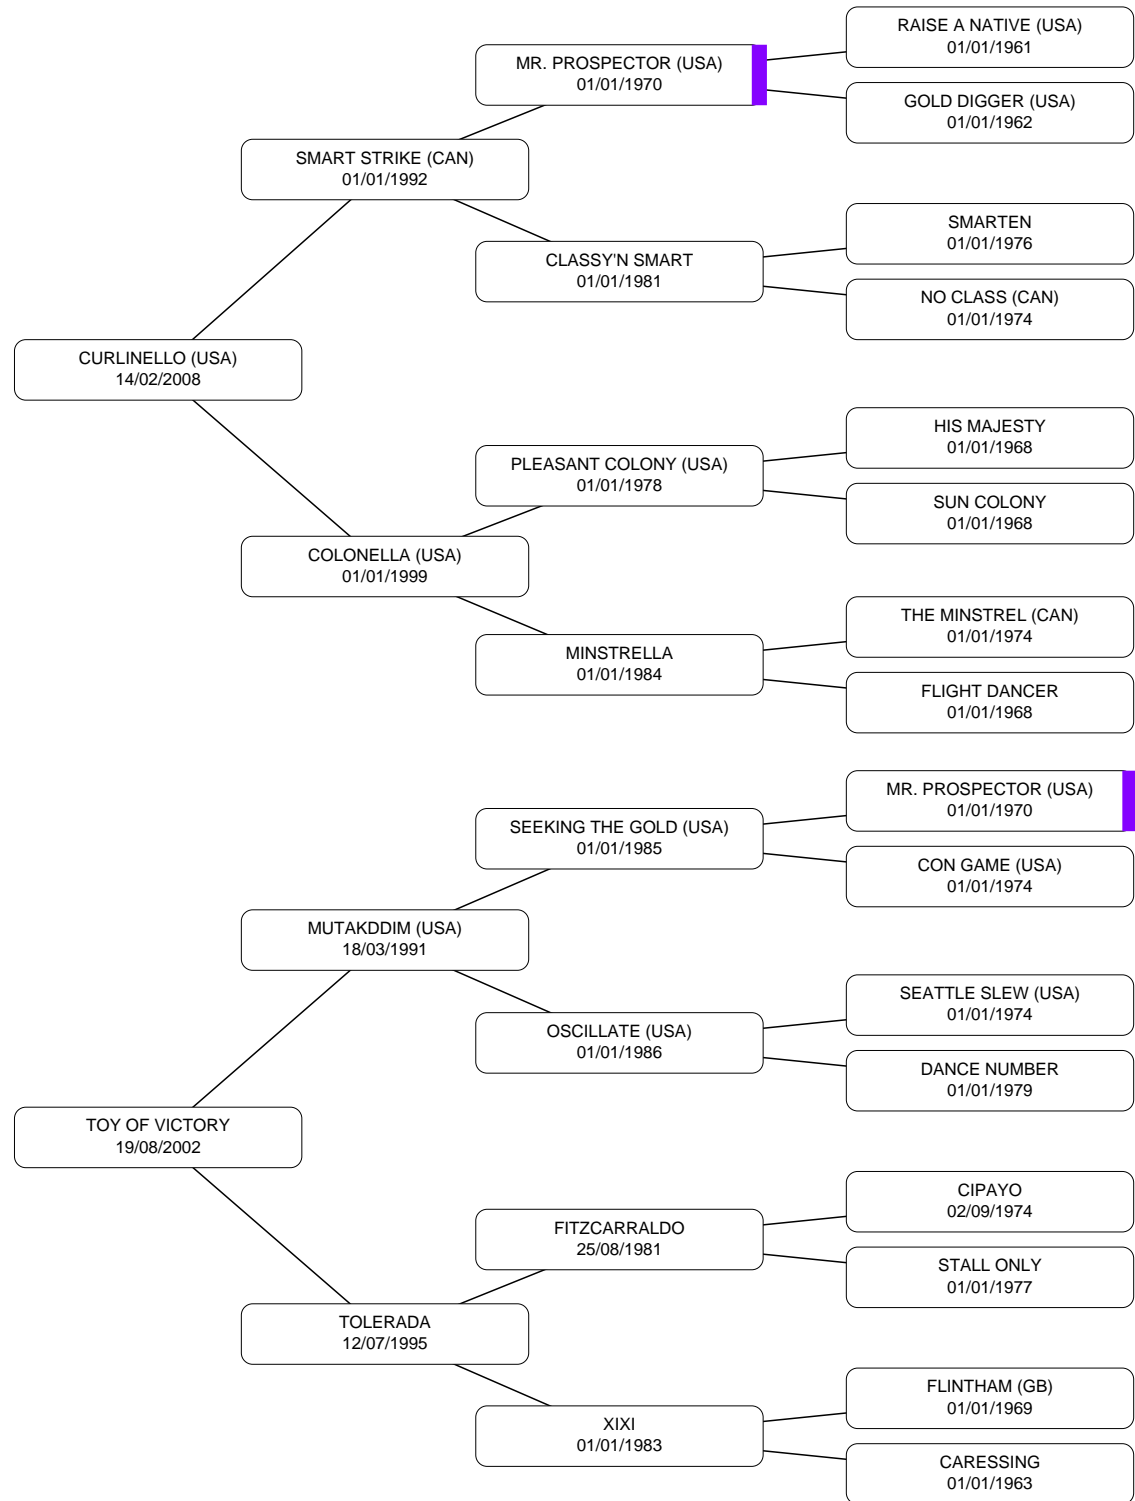 RAISE A NATIVE (USA)
01/01/1961
MR. PROSPECTOR (USA)
01/01/1970
GOLD DIGGER (USA)
01/01/1962
SMART STRIKE (CAN)
01/01/1992
SMARTEN
01/01/1976
CLASSY'N SMART
01/01/1981
NO CLASS (CAN)
01/01/1974
CURLINELLO (USA)
14/02/2008
HIS MAJESTY
01/01/1968
PLEASANT COLONY (USA)
01/01/1978
SUN COLONY
01/01/1968
COLONELLA (USA)
01/01/1999
THE MINSTREL (CAN)
01/01/1974
MINSTRELLA
01/01/1984
FLIGHT DANCER
01/01/1968
MR. PROSPECTOR (USA)
01/01/1970
SEEKING THE GOLD (USA)
01/01/1985
CON GAME (USA)
01/01/1974
MUTAKDDIM (USA)
18/03/1991
SEATTLE SLEW (USA)
01/01/1974
OSCILLATE (USA)
01/01/1986
DANCE NUMBER
01/01/1979
TOY OF VICTORY
19/08/2002
CIPAYO
02/09/1974
FITZCARRALDO
25/08/1981
STALL ONLY
01/01/1977
TOLERADA
12/07/1995
FLINTHAM (GB)
01/01/1969
XIXI
01/01/1983
CARESSING
01/01/1963